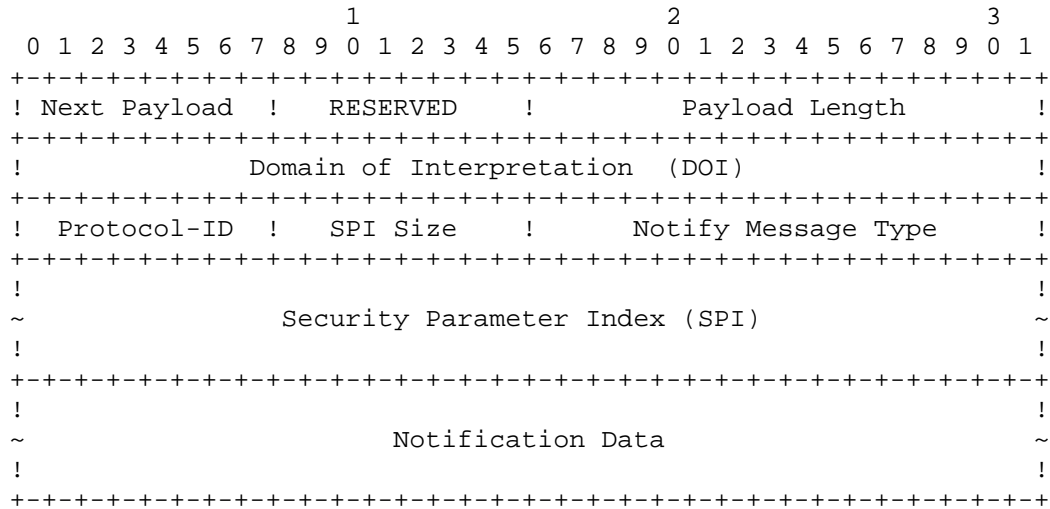 1                   2                   3
 0 1 2 3 4 5 6 7 8 9 0 1 2 3 4 5 6 7 8 9 0 1 2 3 4 5 6 7 8 9 0 1
+-+-+-+-+-+-+-+-+-+-+-+-+-+-+-+-+-+-+-+-+-+-+-+-+-+-+-+-+-+-+-+-+
! Next Payload  !   RESERVED    !         Payload Length        !
+-+-+-+-+-+-+-+-+-+-+-+-+-+-+-+-+-+-+-+-+-+-+-+-+-+-+-+-+-+-+-+-+
!              Domain of Interpretation  (DOI)                  !
+-+-+-+-+-+-+-+-+-+-+-+-+-+-+-+-+-+-+-+-+-+-+-+-+-+-+-+-+-+-+-+-+
!  Protocol-ID  !   SPI Size    !      Notify Message Type      !
+-+-+-+-+-+-+-+-+-+-+-+-+-+-+-+-+-+-+-+-+-+-+-+-+-+-+-+-+-+-+-+-+
!                                                               !
~                Security Parameter Index (SPI)                 ~
!                                                               !
+-+-+-+-+-+-+-+-+-+-+-+-+-+-+-+-+-+-+-+-+-+-+-+-+-+-+-+-+-+-+-+-+
!                                                               !
~                       Notification Data                       ~
!                                                               !
+-+-+-+-+-+-+-+-+-+-+-+-+-+-+-+-+-+-+-+-+-+-+-+-+-+-+-+-+-+-+-+-+